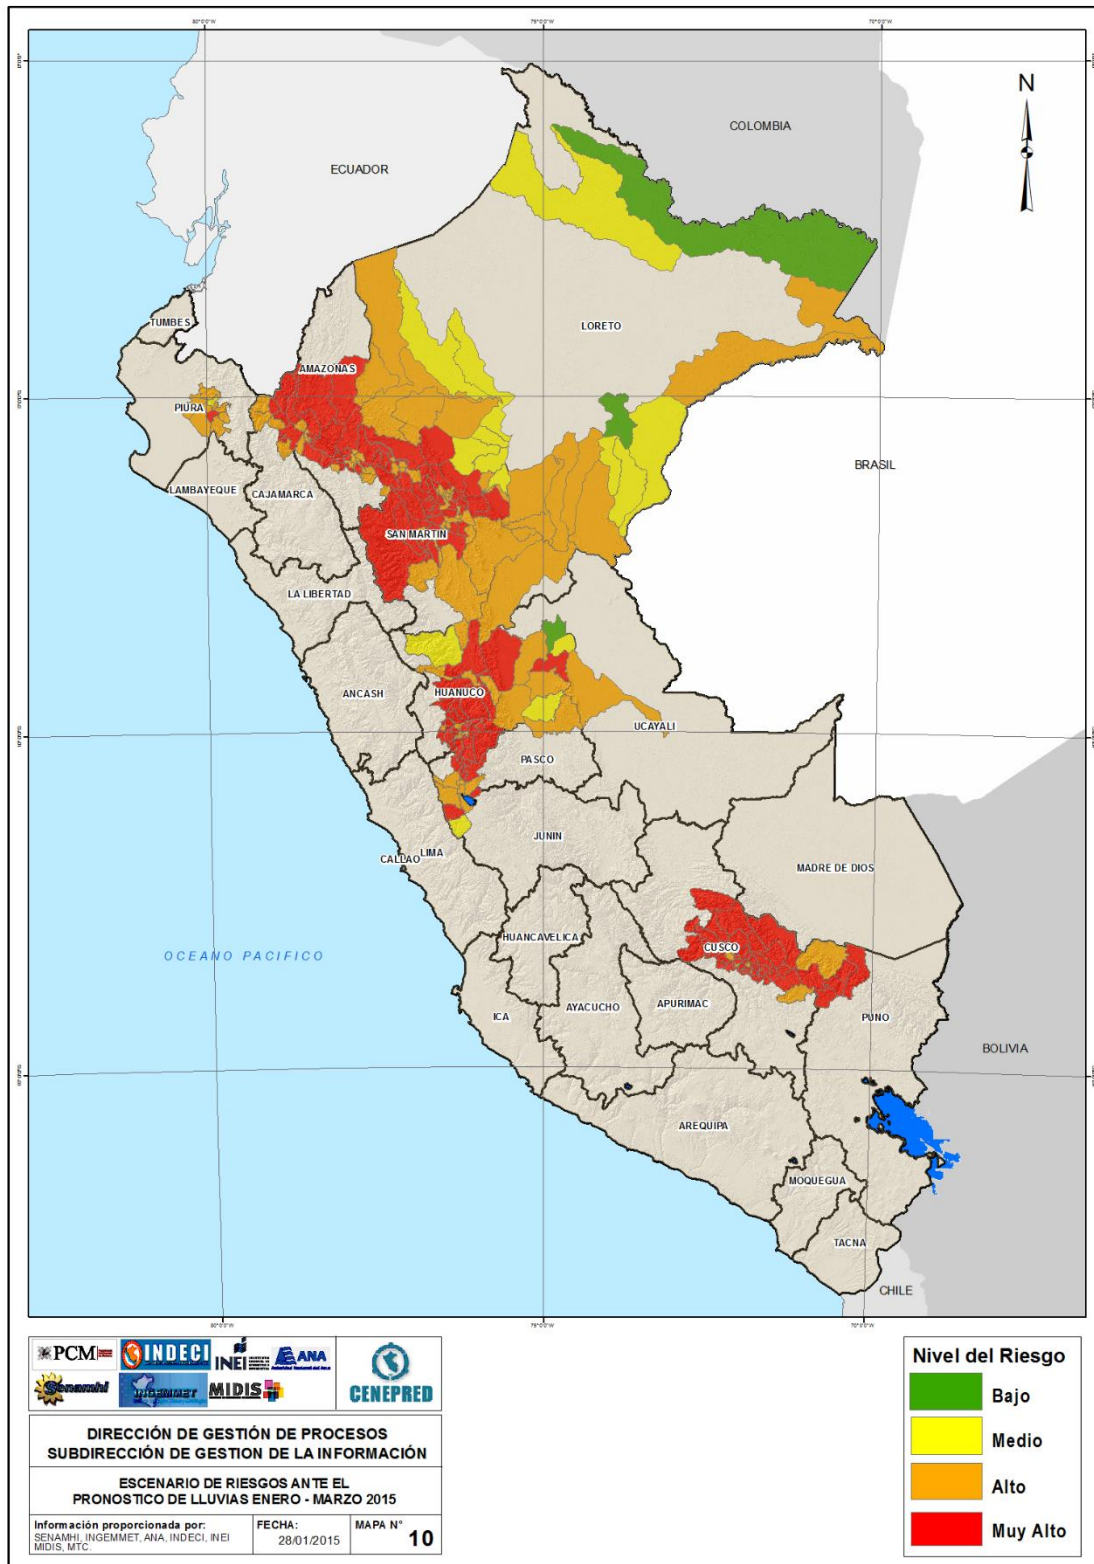 N
COLOMBIA
ECUADOR
LORETO
TUMBES
AMAZONAS
PIURA
BRASIL
LAMBAYEQUE
CAJAMARCA
SAN MARTIN
LA LIBERTAD
ANCASH
HUANUCO
UCAYALI
PASCO
JUNIN
LIMA
CALLAO
MADRE DE DIOS
HUANCAVELICA
CUSCO
OCEANO PACIFICO
AYACUCHO
APURIMAC
ICA
PUNO
BOLIVIA
AREQUIPA
MOQUEGUA
TACNA
CHILE
PCM
INDECI
INEI
ANA
Senamhi
INGEMMET
MIDIS
CENEPRED
DIRECCIÓN DE GESTIÓN DE PROCESOS
SUBDIRECCIÓN DE GESTION DE LA INFORMACIÓN
ESCENARIO DE RIESGOS ANTE EL
PRONOSTICO DE LLUVIAS ENERO - MARZO 2015
Información proporcionada por:
SENAMHI, INGEMMET, ANA, INDECI, INEI
MIDIS, MTC.
FECHA:
28/01/2015
MAPA N°
10
Nivel del Riesgo
Bajo
Medio
Alto
Muy Alto